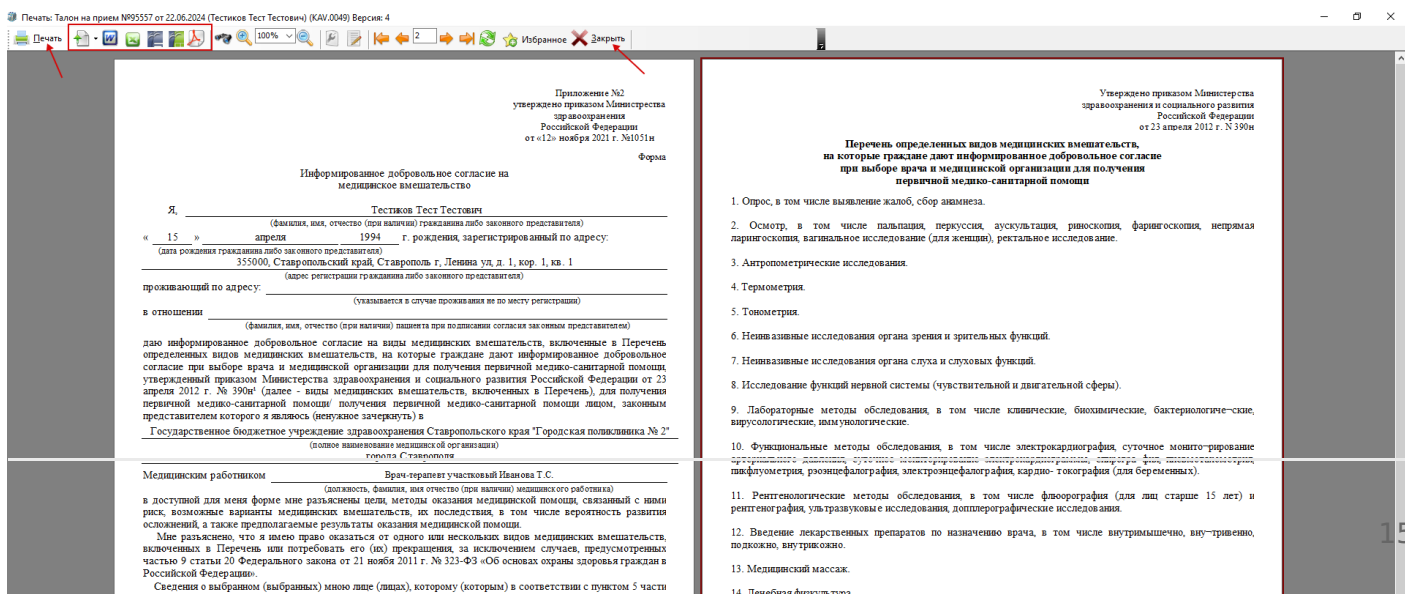 Печать: Талон на прием №95557 от 22.06.2024 (Тестиков Тест Тестович) (KAV.0049) Версия: 4
Печать 100% 2 Избранное Закрыть
Приложение №2
утверждено приказом Министрества
здравоохранения
Российской Федерации
от «12» ноября 2021 г. №1051н
Форма
Информированное добровольное согласие на
медицинское вмешательство
Я, Тестиков Тест Тестович
(фамилия, имя, отчество (при наличии) гражданина либо законного представителя)
« 15 » апреля 1994 г. рождения, зарегистрированный по адресу:
(дата рождения гражданина либо законного представителя)
355000, Ставропольский край, Ставрополь г, Ленина ул, д. 1, кор. 1, кв. 1
(адрес регистрации гражданина либо законного представителя)
проживающий по адресу:
(указывается в случае проживания не по месту регистрации)
в отношении
(фамилия, имя, отчество (при наличии) пациента при подписании согласия законным представителем)
даю информированное добровольное согласие на виды медицинских вмешательств, включенные в Перечень
определенных видов медицинских вмешательств, на которые граждане дают информированное добровольное
согласие при выборе врача и медицинской организации для получения первичной медико-санитарной помощи,
утвержденный приказом Министерства здравоохранения и социального развития Российской Федерации от 23
апреля 2012 г. № 390н¹ (далее - виды медицинских вмешательств, включенных в Перечень), для получения
первичной медико-санитарной помощи/ получения первичной медико-санитарной помощи лицом, законным
представителем которого я являюсь (ненужное зачеркнуть) в
Государственное бюджетное учреждение здравоохранения Ставропольского края "Городская поликлиника № 2"
(полное наименование медицинской организации)
города Ставрополя
Медицинским работником Врач-терапевт участковый Иванова Т.С.
(должность, фамилия, имя отчество (при наличии) медицинского работника)
в доступной для меня форме мне разъяснены цели, методы оказания медицинской помощи, связанный с ними
риск, возможные варианты медицинских вмешательств, их последствия, в том числе вероятность развития
осложнений, а также предполагаемые результаты оказания медицинской помощи.
Мне разъяснено, что я имею право оказаться от одного или нескольких видов медицинских вмешательств,
включенных в Перечень или потребовать его (их) прекращения, за исключением случаев, предусмотренных
частью 9 статьи 20 Федерального закона от 21 ноября 2011 г. № 323-ФЗ «Об основах охраны здоровья граждан в
Российской Федерации».
Сведения о выбранном (выбранных) мною лице (лицах), которому (которым) в соответствии с пунктом 5 части
Утверждено приказом Министерства
здравоохранения и социального развития
Российской Федерации
от 23 апреля 2012 г. N 390н
Перечень определенных видов медицинских вмешательств,
на которые граждане дают информированное добровольное согласие
при выборе врача и медицинской организации для получения
первичной медико-санитарной помощи
1. Опрос, в том числе выявление жалоб, сбор анамнеза.
2. Осмотр, в том числе пальпация, перкуссия, аускультация, риноскопия, фарингоскопия, непрямая
ларингоскопия, вагинальное исследование (для женщин), ректальное исследование.
3. Антропометрические исследования.
4. Термометрия.
5. Тонометрия.
6. Неинвазивные исследования органа зрения и зрительных функций.
7. Неинвазивные исследования органа слуха и слуховых функций.
8. Исследование функций нервной системы (чувствительной и двигательной сферы).
9. Лабораторные методы обследования, в том числе клинические, биохимические, бактериологиче¬ские,
вирусологические, иммунологические.
10. Функциональные методы обследования, в том числе электрокардиография, суточное монито¬рирование
пикфлуометрия, рэоэнцефалография, электроэнцефалография, кардио- токография (для беременных).
11. Рентгенологические методы обследования, в том числе флюорография (для лиц старше 15 лет) и
рентгенография, ультразвуковые исследования, допплерографические исследования.
12. Введение лекарственных препаратов по назначению врача, в том числе внутримышечно, вну¬тривенно,
подкожно, внутрикожно.
13. Медицинский массаж.
14. Лечебная физкультура.
15